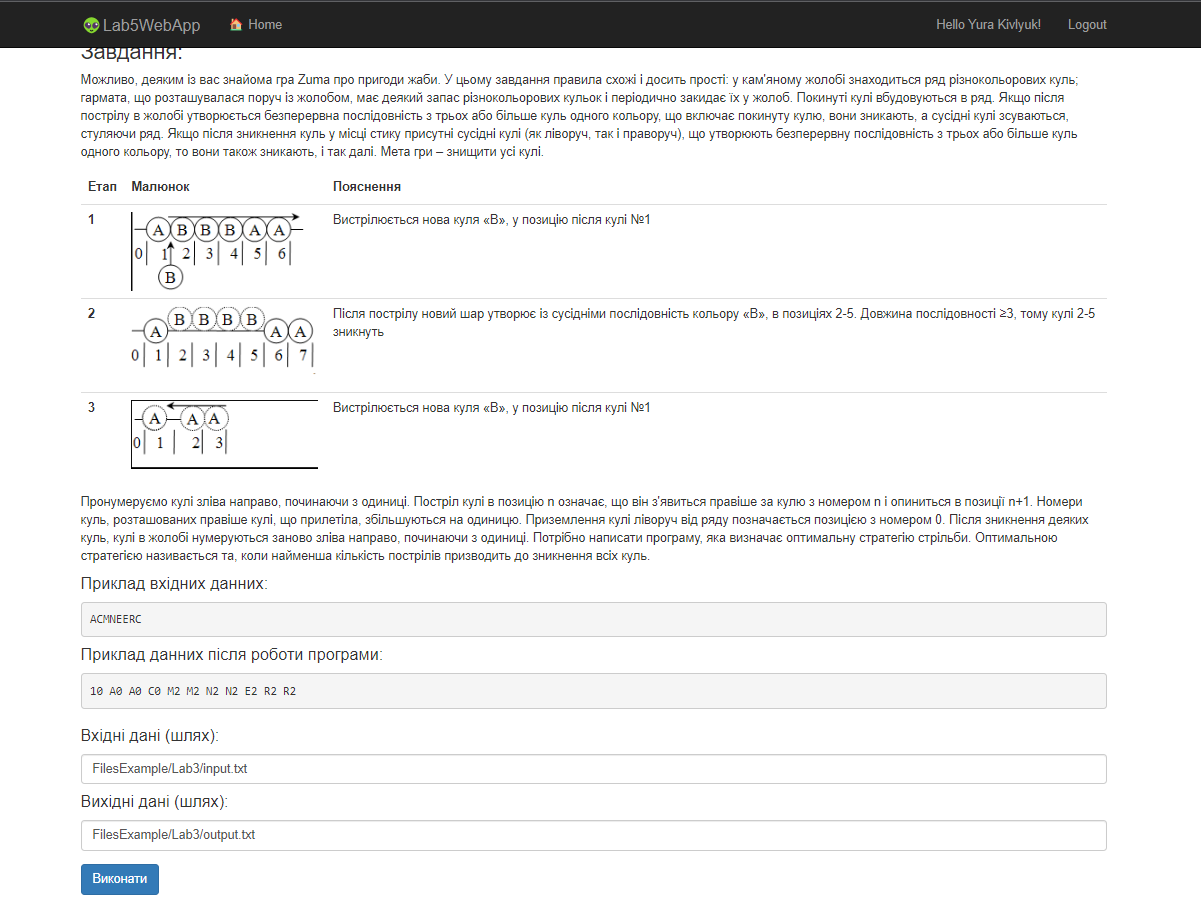 Lab5WebApp Home Hello Yura Kivlyuk! Logout
Завдання:
Можливо, деяким із вас знайома гра Zuma про пригоди жаби. У цьому завдання правила схожі і досить прості: у кам'яному жолобі знаходиться ряд різнокольорових куль;
гармата, що розташувалася поруч із жолобом, має деякий запас різнокольорових кульок і періодично закидає їх у жолоб. Покинуті кулі вбудовуються в ряд. Якщо після
пострілу в жолобі утворюється безперервна послідовність з трьох або більше куль одного кольору, що включає покинуту кулю, вони зникають, а сусідні кулі зсуваються,
стуляючи ряд. Якщо після зникнення куль у місці стику присутні сусідні кулі (як ліворуч, так і праворуч), що утворюють безперервну послідовність з трьох або більше куль
одного кольору, то вони також зникають, і так далі. Мета гри – знищити усі кулі.
Етап Малюнок Пояснення
1 Вистрілюється нова куля «B», у позицію після кулі №1
A B B B A A
0 1 2 3 4 5 6
B
2 Після пострілу новий шар утворює із сусідніми послідовність кольору «B», в позиціях 2-5. Довжина послідовності ≥3, тому кулі 2-5
зникнуть
B B B B
A A A
0 1 2 3 4 5 6 7
3 Вистрілюється нова куля «B», у позицію після кулі №1
A A A
0 1 2 3
Пронумеруємо кулі зліва направо, починаючи з одиниці. Постріл кулі в позицію n означає, що він з'явиться правіше за кулю з номером n і опиниться в позиції n+1. Номери
куль, розташованих правіше кулі, що прилетіла, збільшуються на одиницю. Приземлення кулі ліворуч від ряду позначається позицією з номером 0. Після зникнення деяких
куль, кулі в жолобі нумеруються заново зліва направо, починаючи з одиниці. Потрібно написати програму, яка визначає оптимальну стратегію стрільби. Оптимальною
стратегією називається та, коли найменша кількість пострілів призводить до зникнення всіх куль.
Приклад вхідних данних:
ACMNEERC
Приклад данних після роботи програми:
10 A0 A0 C0 M2 M2 N2 N2 E2 R2 R2
Вхідні дані (шлях):
FilesExample/Lab3/input.txt
Вихідні дані (шлях):
FilesExample/Lab3/output.txt
Виконати